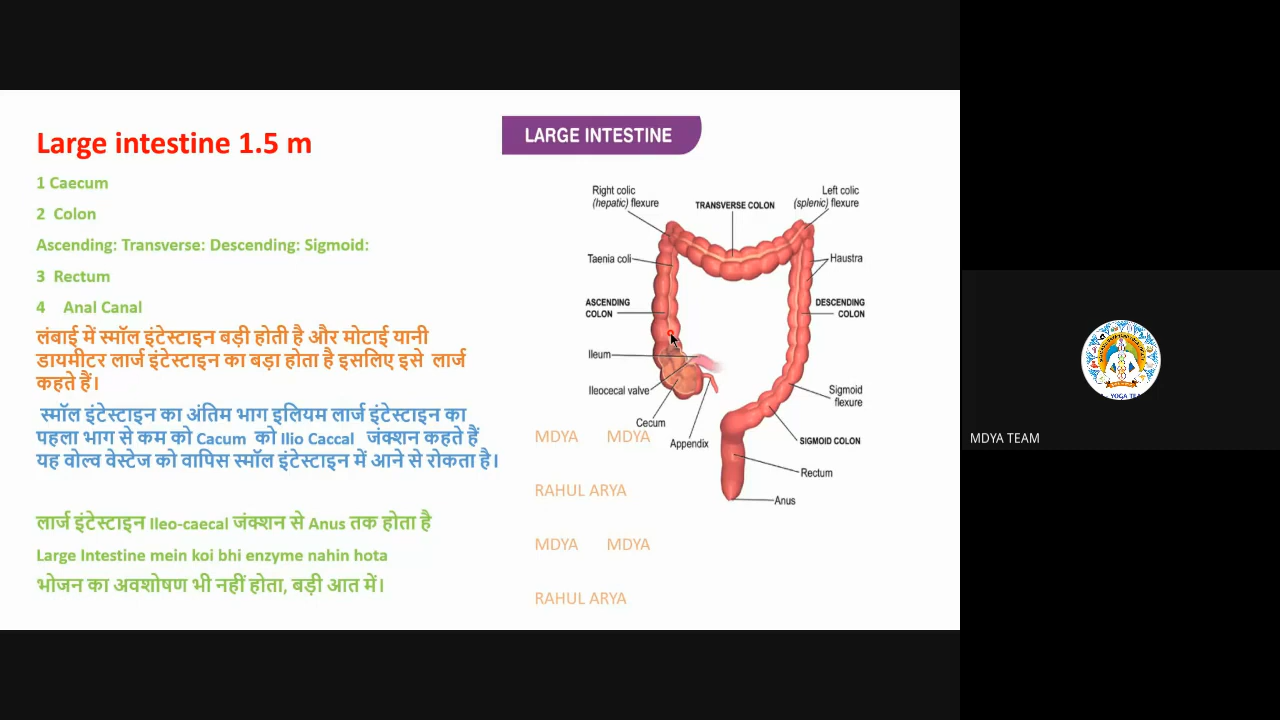 Large intestine 1.5 m
1 Caecum
2 Colon
Ascending: Transverse: Descending: Sigmoid:
3 Rectum
4 Anal Canal
लंबाई में स्मॉल इंटेस्टाइन बड़ी होती है और मोटाई यानी
डायमीटर लार्ज इंटेस्टाइन का बड़ा होता है इसलिए इसे लार्ज
कहते हैं।
स्मॉल इंटेस्टाइन का अंतिम भाग इलियम लार्ज इंटेस्टाइन का
पहला भाग से कम को Cacum को Ilio Caccal जंक्शन कहते हैं
यह वोल्व वेस्टेज को वापिस स्मॉल इंटेस्टाइन में आने से रोकता है।
लार्ज इंटेस्टाइन Ileo-caecal जंक्शन से Anus तक होता है
Large Intestine mein koi bhi enzyme nahin hota
भोजन का अवशोषण भी नहीं होता, बड़ी आत में।
LARGE INTESTINE
Right colic
(hepatic) flexure
TRANSVERSE COLON
Left colic
(splenic) flexure
Taenia coli
Haustra
ASCENDING
COLON
DESCENDING
COLON
Ileum
Ileocecal valve
Sigmoid
flexure
Cecum
Appendix
SIGMOID COLON
Rectum
Anus
MDYA MDYA
RAHUL ARYA
MDYA MDYA
RAHUL ARYA
MDYA TEAM